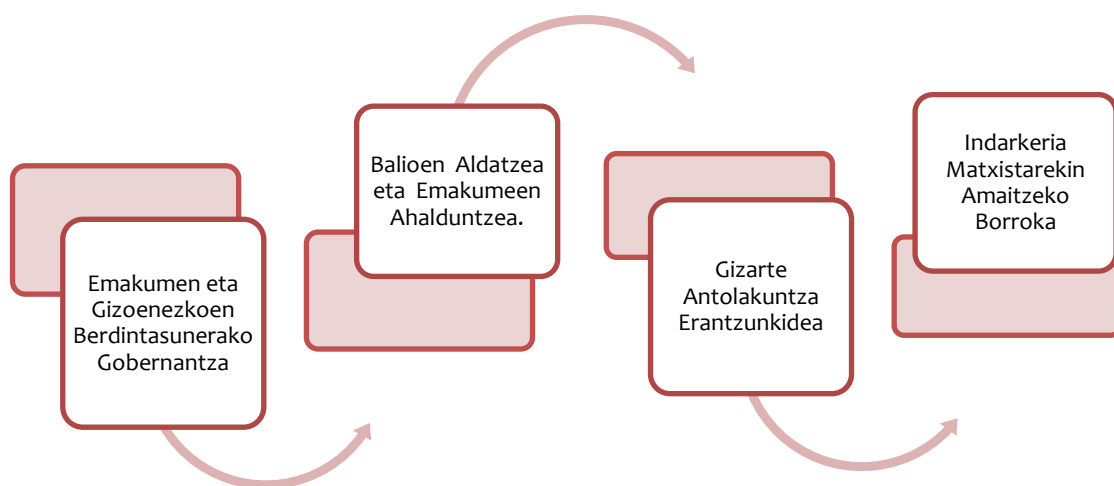 Emakumen eta
Gizoenezkoen
Berdintasunerako
Gobernantza
Balioen Aldatzea
eta Emakumeen
Ahalduntzea.
Gizarte
Antolakuntza
Erantzunkidea
Indarkeria
Matxistarekin
Amaitzeko
Borroka